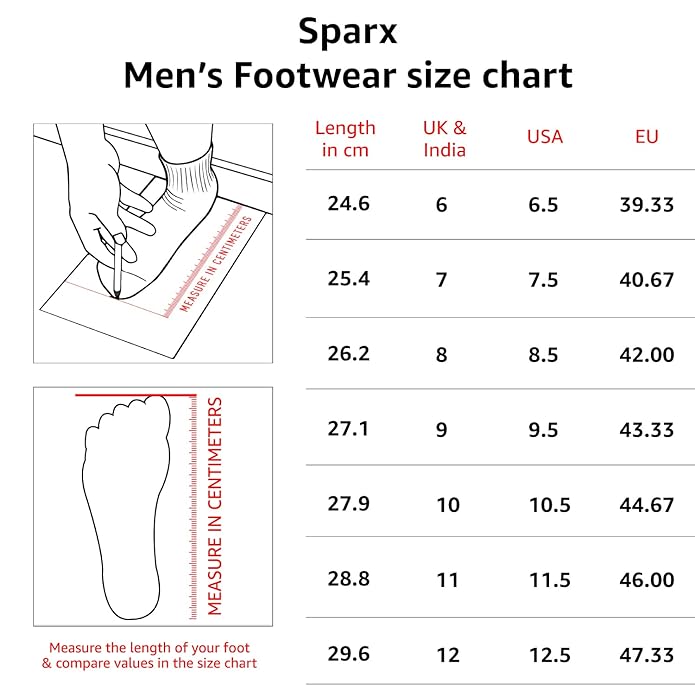 Sparx
Men's Footwear size chart
MEASURE IN CENTIMETERS
MEASURE IN CENTIMETERS
Measure the length of your foot
& compare values in the size chart
Length in cm UK & India USA EU
24.6 6 6.5 39.33
25.4 7 7.5 40.67
26.2 8 8.5 42.00
27.1 9 9.5 43.33
27.9 10 10.5 44.67
28.8 11 11.5 46.00
29.6 12 12.5 47.33